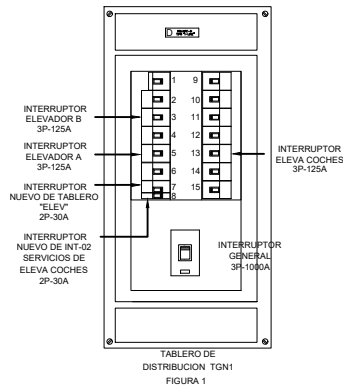 D
1 9
2 10
3 11
4 12
5 13
6 14
7 15
8
INTERRUPTOR
ELEVADOR B
3P-125A
INTERRUPTOR
ELEVADOR A
3P-125A
INTERRUPTOR
NUEVO DE TABLERO
"ELEV"
2P-30A
INTERRUPTOR
NUEVO DE INT-02
SERVICIOS DE
ELEVA COCHES
2P-30A
INTERRUPTOR
ELEVA COCHES
3P-125A
INTERRUPTOR
GENERAL
3P-1000A
TABLERO DE
DISTRIBUCION TGN1
FIGURA 1